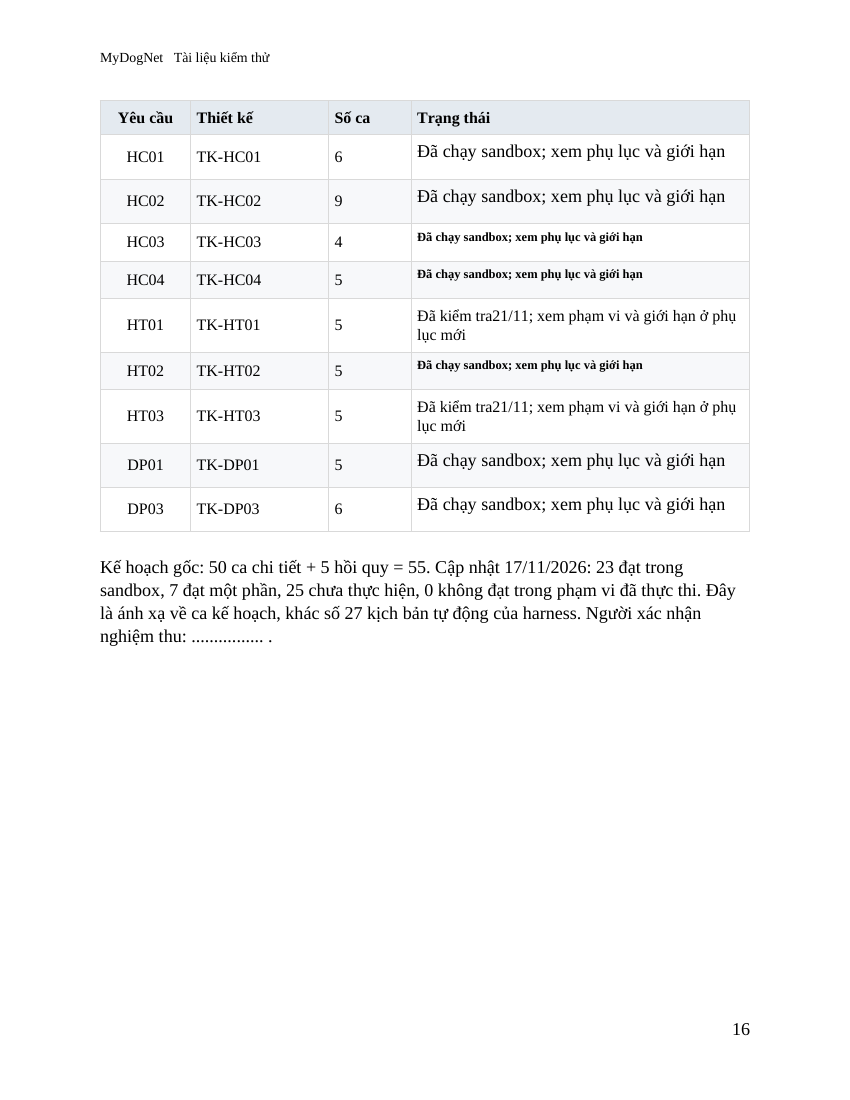 MyDogNet Tài liệu kiểm thử
Yêu cầu Thiết kế Số ca Trạng thái
HC01 TK-HC01 6 Đã chạy sandbox; xem phụ lục và giới hạn
HC02 TK-HC02 9 Đã chạy sandbox; xem phụ lục và giới hạn
HC03 TK-HC03 4 Đã chạy sandbox; xem phụ lục và giới hạn
HC04 TK-HC04 5 Đã chạy sandbox; xem phụ lục và giới hạn
HT01 TK-HT01 5 Đã kiểm tra21/11; xem phạm vi và giới hạn ở phụ
lục mới
HT02 TK-HT02 5 Đã chạy sandbox; xem phụ lục và giới hạn
HT03 TK-HT03 5 Đã kiểm tra21/11; xem phạm vi và giới hạn ở phụ
lục mới
DP01 TK-DP01 5 Đã chạy sandbox; xem phụ lục và giới hạn
DP03 TK-DP03 6 Đã chạy sandbox; xem phụ lục và giới hạn
Kế hoạch gốc: 50 ca chi tiết + 5 hồi quy = 55. Cập nhật 17/11/2026: 23 đạt trong
sandbox, 7 đạt một phần, 25 chưa thực hiện, 0 không đạt trong phạm vi đã thực thi. Đây
là ánh xạ về ca kế hoạch, khác số 27 kịch bản tự động của harness. Người xác nhận
nghiệm thu: ................ .
16